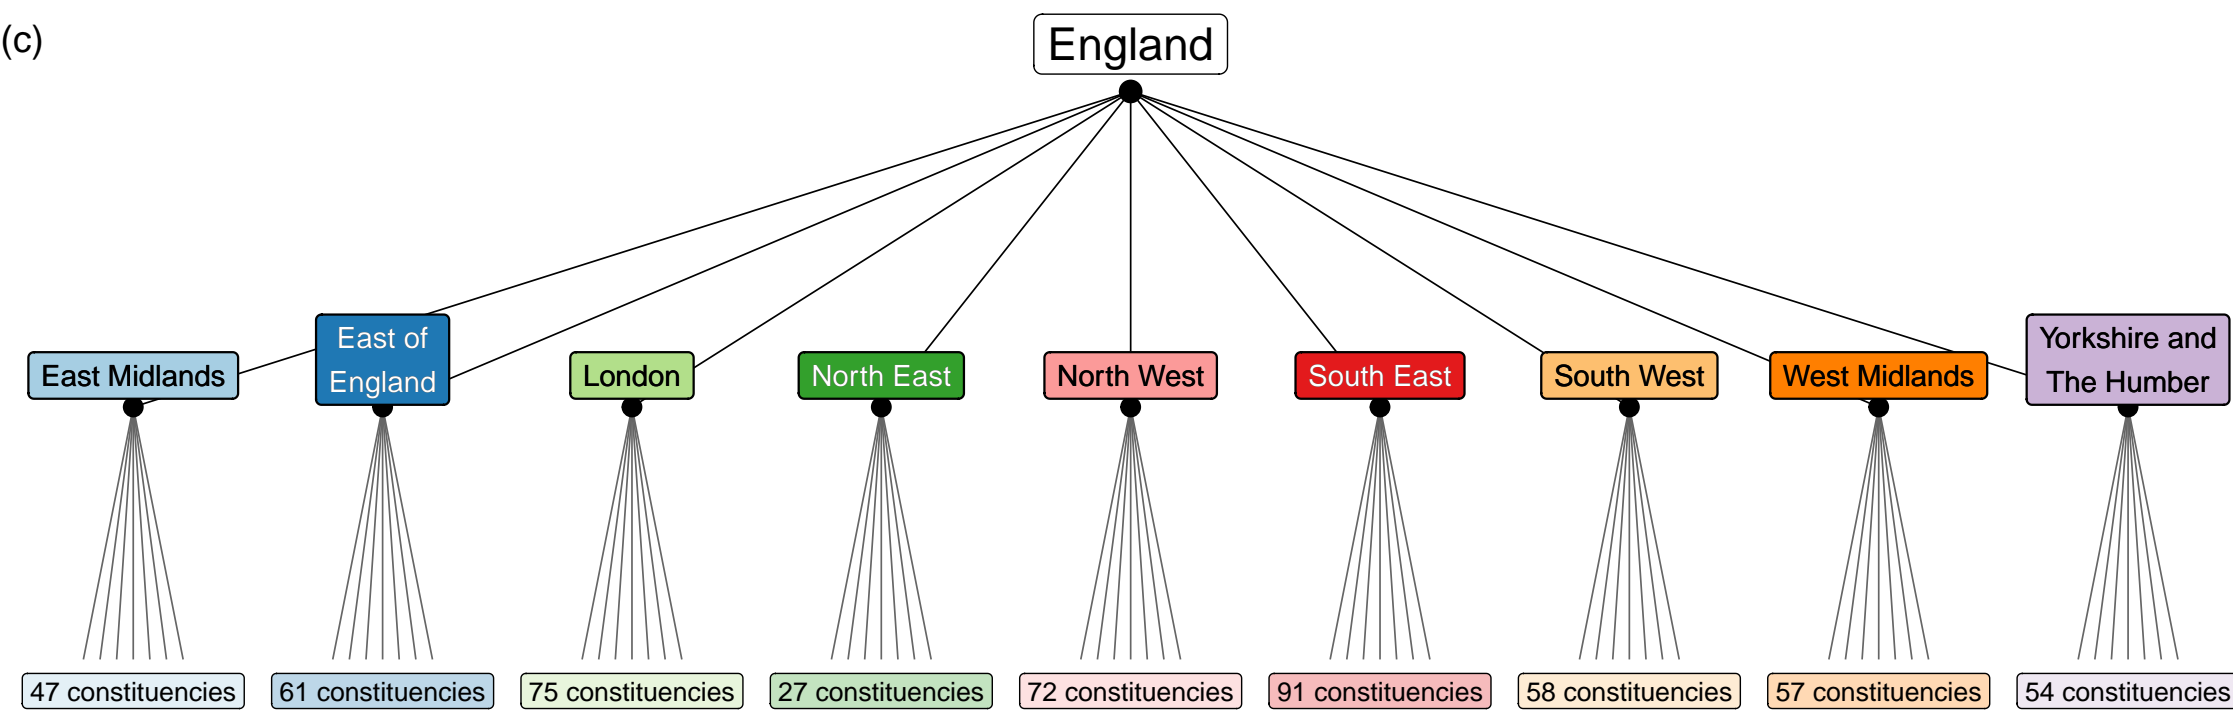 (c)
England
East Midlands
East of
England
London
North East
North West
South East
South West
West Midlands
Yorkshire and
The Humber
47 constituencies
61 constituencies
75 constituencies
27 constituencies
72 constituencies
91 constituencies
58 constituencies
57 constituencies
54 constituencies